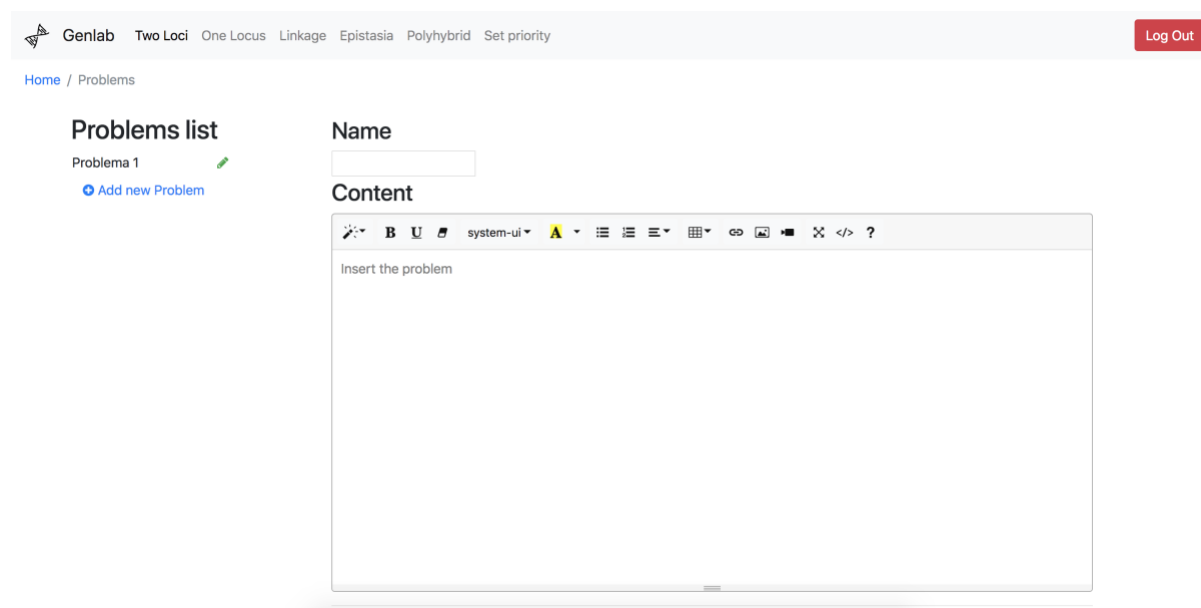 Genlab Two Loci One Locus Linkage Epistasia Polyhybrid Set priority Log Out
Home / Problems
Problems list
Problema 1
Add new Problem
Name
Content
B U system-ui A </> ?
Insert the problem